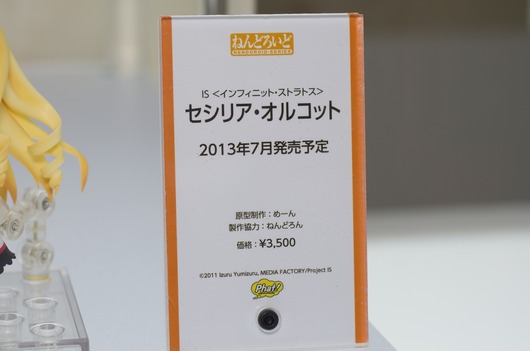 ねんどろいど
NENDOROID SERIES
IS <インフィニット・ストラトス>
セシリア・オルコット
2013年7月発売予定
原型制作：めーん
製作協力：ねんどろん
価格：¥3,500
©2011 Izuru Yumizuru, MEDIA FACTORY/Project IS
Phat!